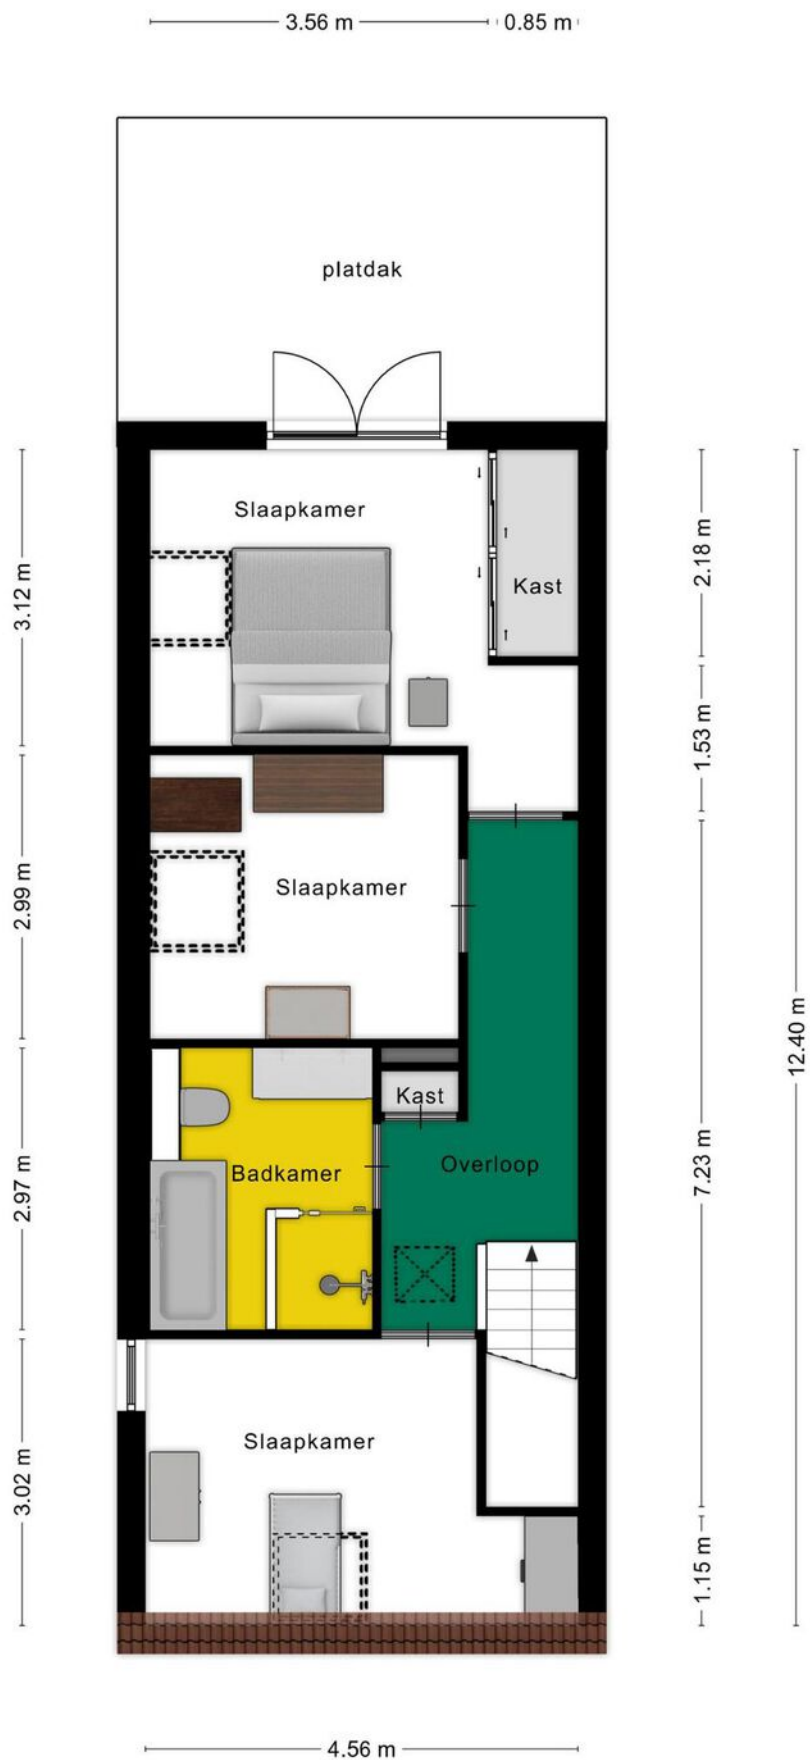 3.56 m
0.85 m
platdak
Slaapkamer
Kast
3.12 m
2.18 m
1.53 m
Slaapkamer
2.99 m
12.40 m
Kast
Overloop
Badkamer
2.97 m
7.23 m
Slaapkamer
3.02 m
1.15 m
4.56 m